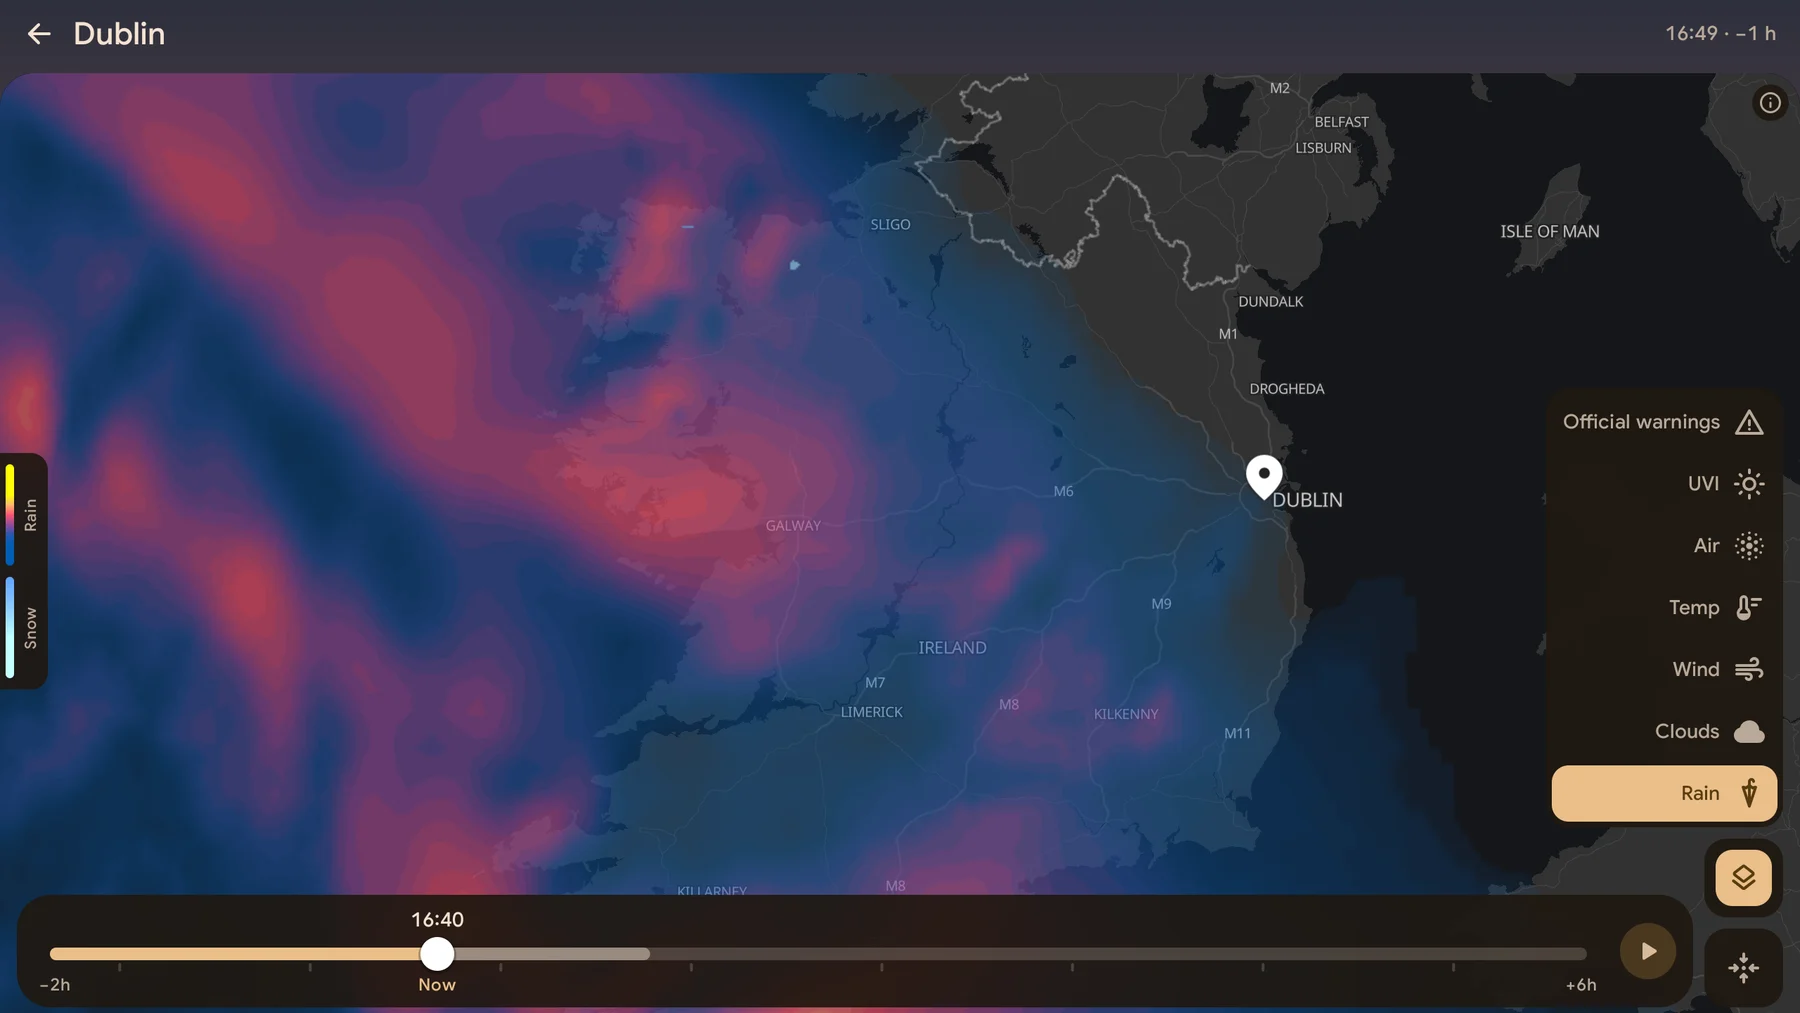 Dublin
16:49 · −1 h
M2
BELFAST
LISBURN
SLIGO
ISLE OF MAN
DUNDALK
M1
DROGHEDA
Official warnings
UVI
M6
DUBLIN
GALWAY
Air
Rain
Snow
M9
Temp
IRELAND
Wind
M7
LIMERICK
M8
KILKENNY
M11
Clouds
Rain
KILLARNEY
M8
16:40
−2h
Now
+6h